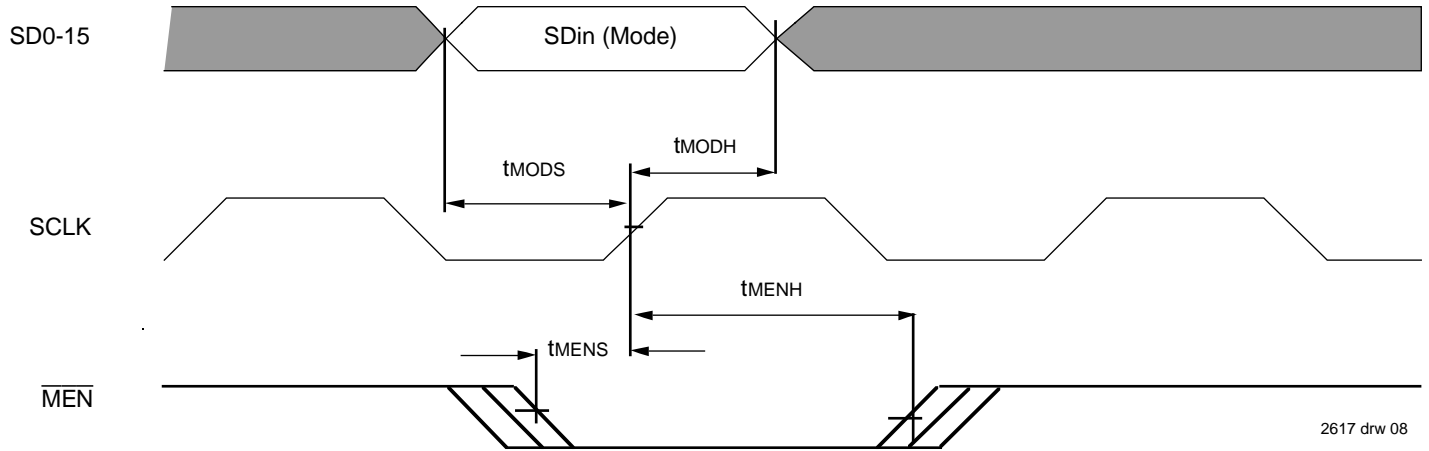 SD0-15
SDin (Mode)
tMODH
tMODS
SCLK
tMENH
tMENS
MEN
2617 drw 08